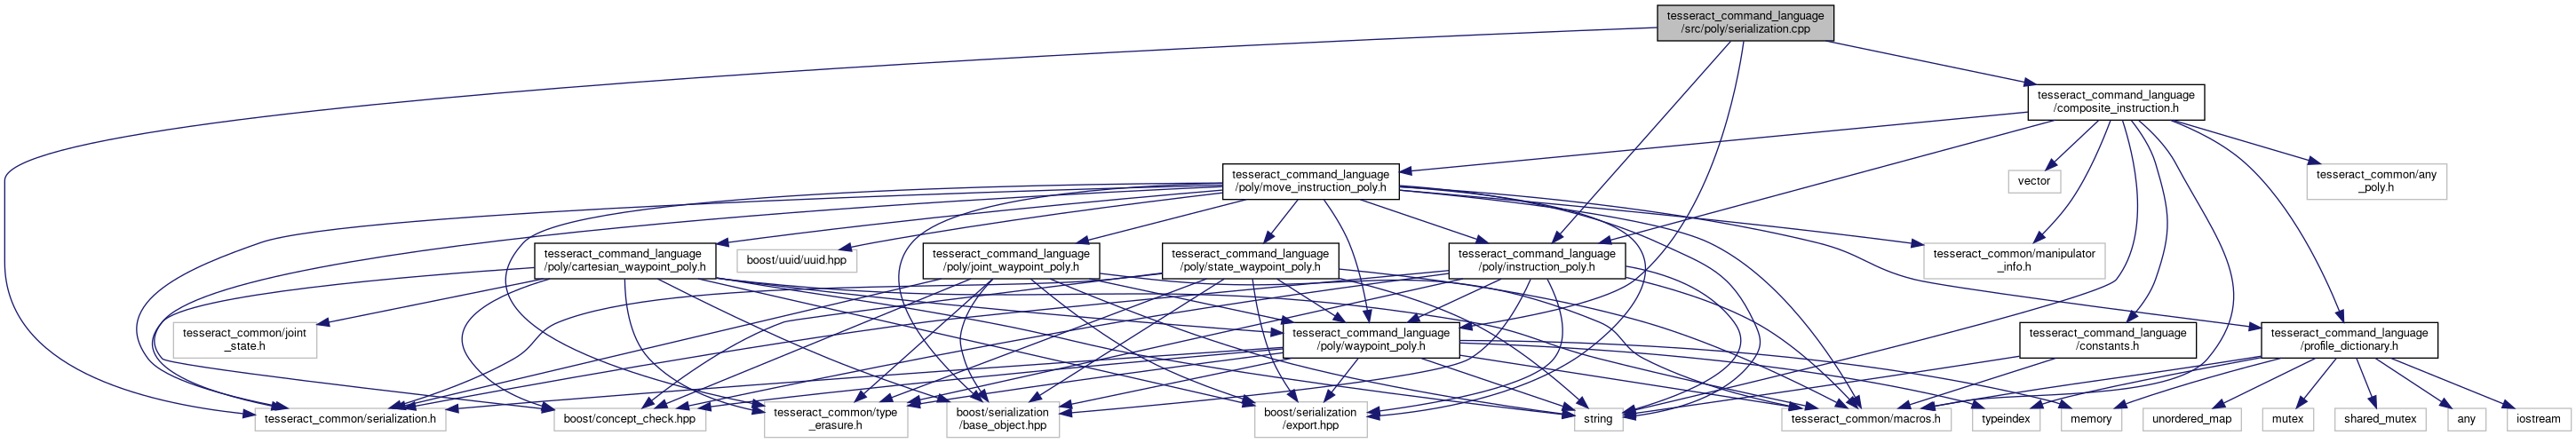 tesseract_command_language
/src/poly/serialization.cpp
tesseract_command_language
/composite_instruction.h
tesseract_command_language
/poly/move_instruction_poly.h
vector
tesseract_common/any
_poly.h
tesseract_command_language
/poly/cartesian_waypoint_poly.h
boost/uuid/uuid.hpp
tesseract_command_language
/poly/joint_waypoint_poly.h
tesseract_command_language
/poly/state_waypoint_poly.h
tesseract_command_language
/poly/instruction_poly.h
tesseract_common/manipulator
_info.h
tesseract_common/joint
_state.h
tesseract_command_language
/poly/waypoint_poly.h
tesseract_command_language
/constants.h
tesseract_command_language
/profile_dictionary.h
tesseract_common/serialization.h
boost/concept_check.hpp
tesseract_common/type
_erasure.h
boost/serialization
/base_object.hpp
boost/serialization
/export.hpp
string
tesseract_common/macros.h
typeindex
memory
unordered_map
mutex
shared_mutex
any
iostream